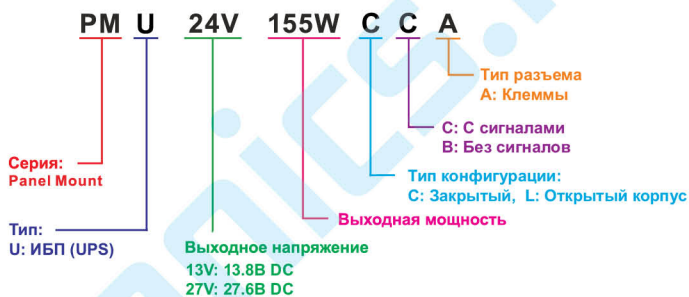 PM U 24V 155W C C A
Тип разъема
A: Клеммы
C: С сигналами
B: Без сигналов
Серия:
Panel Mount
Тип конфигурации:
C: Закрытый, L: Открытый корпус
Выходная мощность
Тип:
U: ИБП (UPS)
Выходное напряжение
13V: 13.8В DC
27V: 27.6В DC